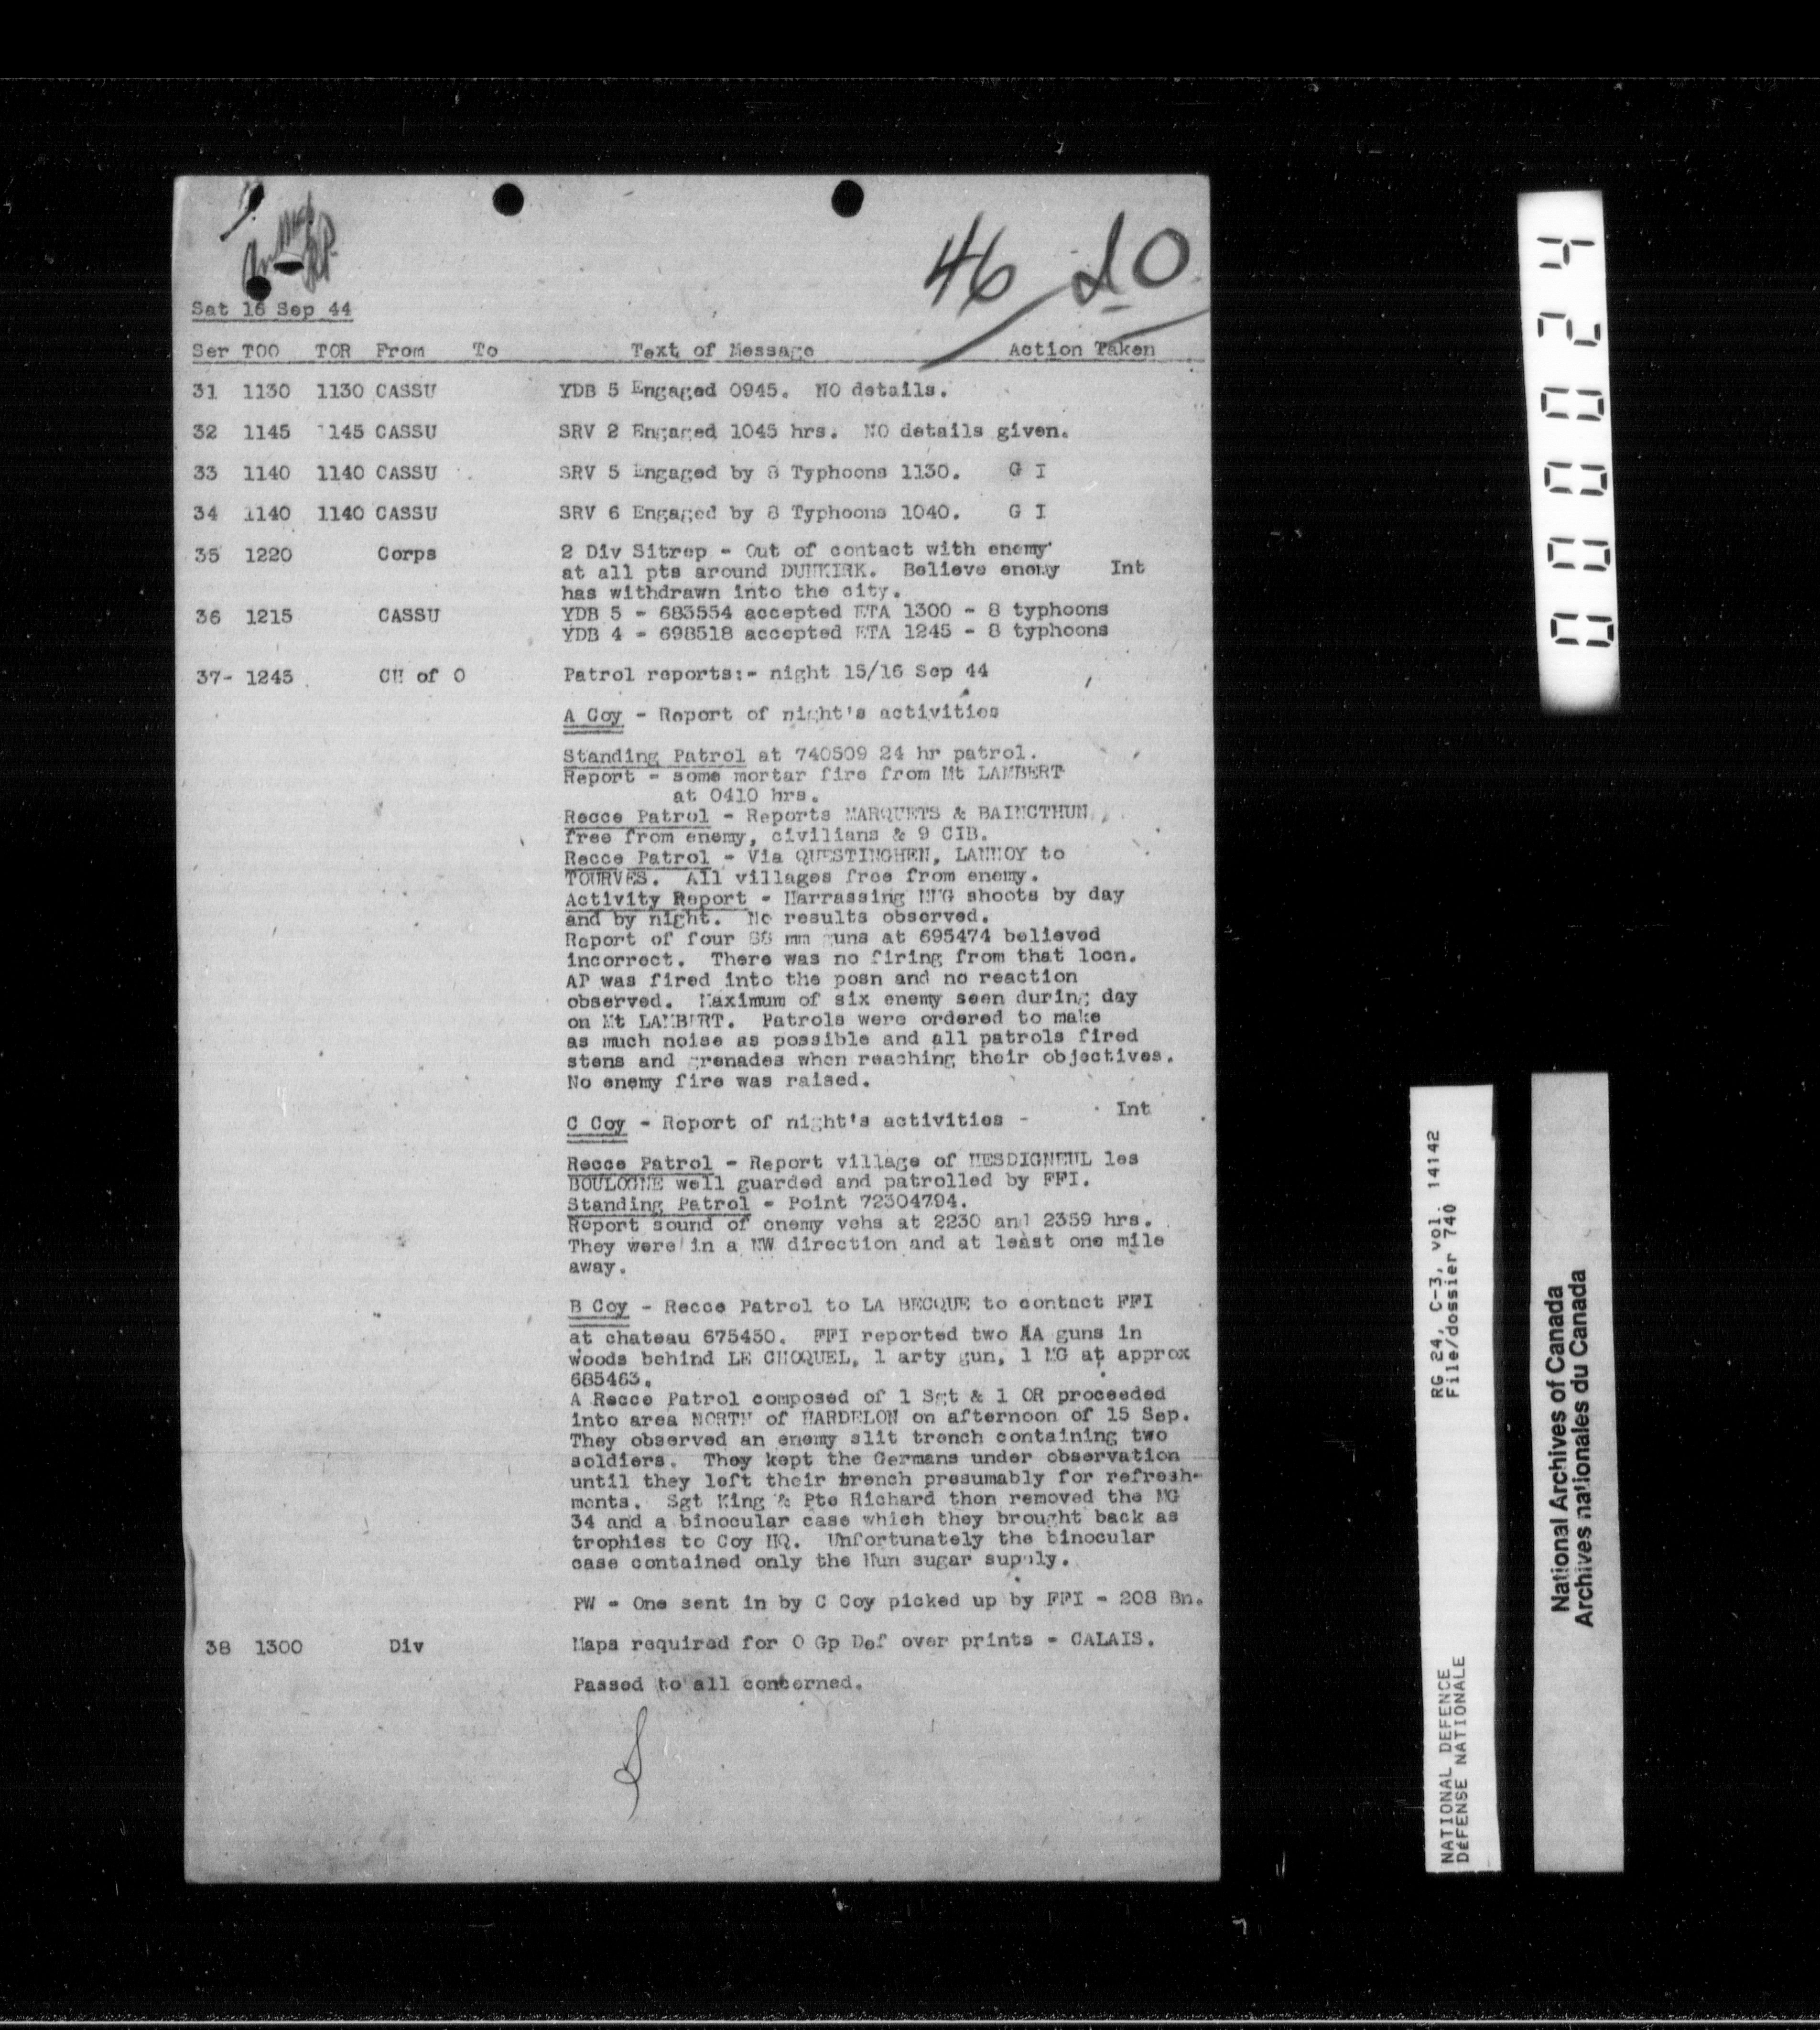 46 20
Sat 16 Sep 44
Ser TOO TOR From To Text of Message Action Taken
31 1130 1130 CASSU YDB 5 Engaged 0945. NO details.
32 1145 1145 CASSU SRV 2 Engaged 1045 hrs. NO details given.
33 1140 1140 CASSU SRV 5 Engaged by 8 Typhoons 1130. G I
34 1140 1140 CASSU SRV 6 Engaged by 8 Typhoons 1040. G I
35 1220 Corps 2 Div Sitrep - Out of contact with enemy
at all pts around DUNKIRK. Believe enemy Int
has withdrawn into the city.
36 1215 CASSU YDB 5 - 683554 accepted ETA 1300 - 8 typhoons
YDB 4 - 698518 accepted ETA 1245 - 8 typhoons
37- 1245 CH of O Patrol reports:- night 15/16 Sep 44
A Coy - Report of night's activities
Standing Patrol at 740509 24 hr patrol.
Report - some mortar fire from Mt LAMBERT
at 0410 hrs.
Recce Patrol - Reports MARQUETS & BAINCTHUN
free from enemy, civilians & 9 CIB.
Recce Patrol - Via QUESTINGHEN, LANNOY to
TOURVES. All villages free from enemy.
Activity Report - Harrassing MMG shoots by day
and by night. No results observed.
Report of four 88 mm guns at 695474 believed
incorrect. There was no firing from that locn.
AP was fired into the posn and no reaction
observed. Maximum of six enemy seen during day
on Mt LAMBERT. Patrols were ordered to make
as much noise as possible and all patrols fired
stens and grenades when reaching their objectives.
No enemy fire was raised.
Int
C Coy - Report of night's activities -
Recce Patrol - Report village of HESDIGNEUL les
BOULOGNE well guarded and patrolled by FFI.
Standing Patrol - Point 72304794.
Report sound of enemy vehs at 2230 and 2359 hrs.
They were in a NW direction and at least one mile
away.
B Coy - Recce Patrol to LA BECQUE to contact FFI
at chateau 675450. FFI reported two AA guns in
woods behind LE CHOQUEL, 1 arty gun, 1 MG at approx
685463.
A Recce Patrol composed of 1 Sgt & 1 OR proceeded
into area NORTH of HARDELON on afternoon of 15 Sep.
They observed an enemy slit trench containing two
soldiers. They kept the Germans under observation
until they left their trench presumably for refresh-
ments. Sgt King & Pte Richard then removed the MG
34 and a binocular case which they brought back as
trophies to Coy HQ. Unfortunately the binocular
case contained only the Hun sugar supply.
PW - One sent in by C Coy picked up by FFI - 208 Bn.
38 1300 Div Maps required for O Gp Def over prints - CALAIS.
Passed to all concerned.
000024
RG 24, C-3, vol. 14142
File/dossier 740
NATIONAL DEFENCE
DÉFENSE NATIONALE
National Archives of Canada
Archives nationales du Canada